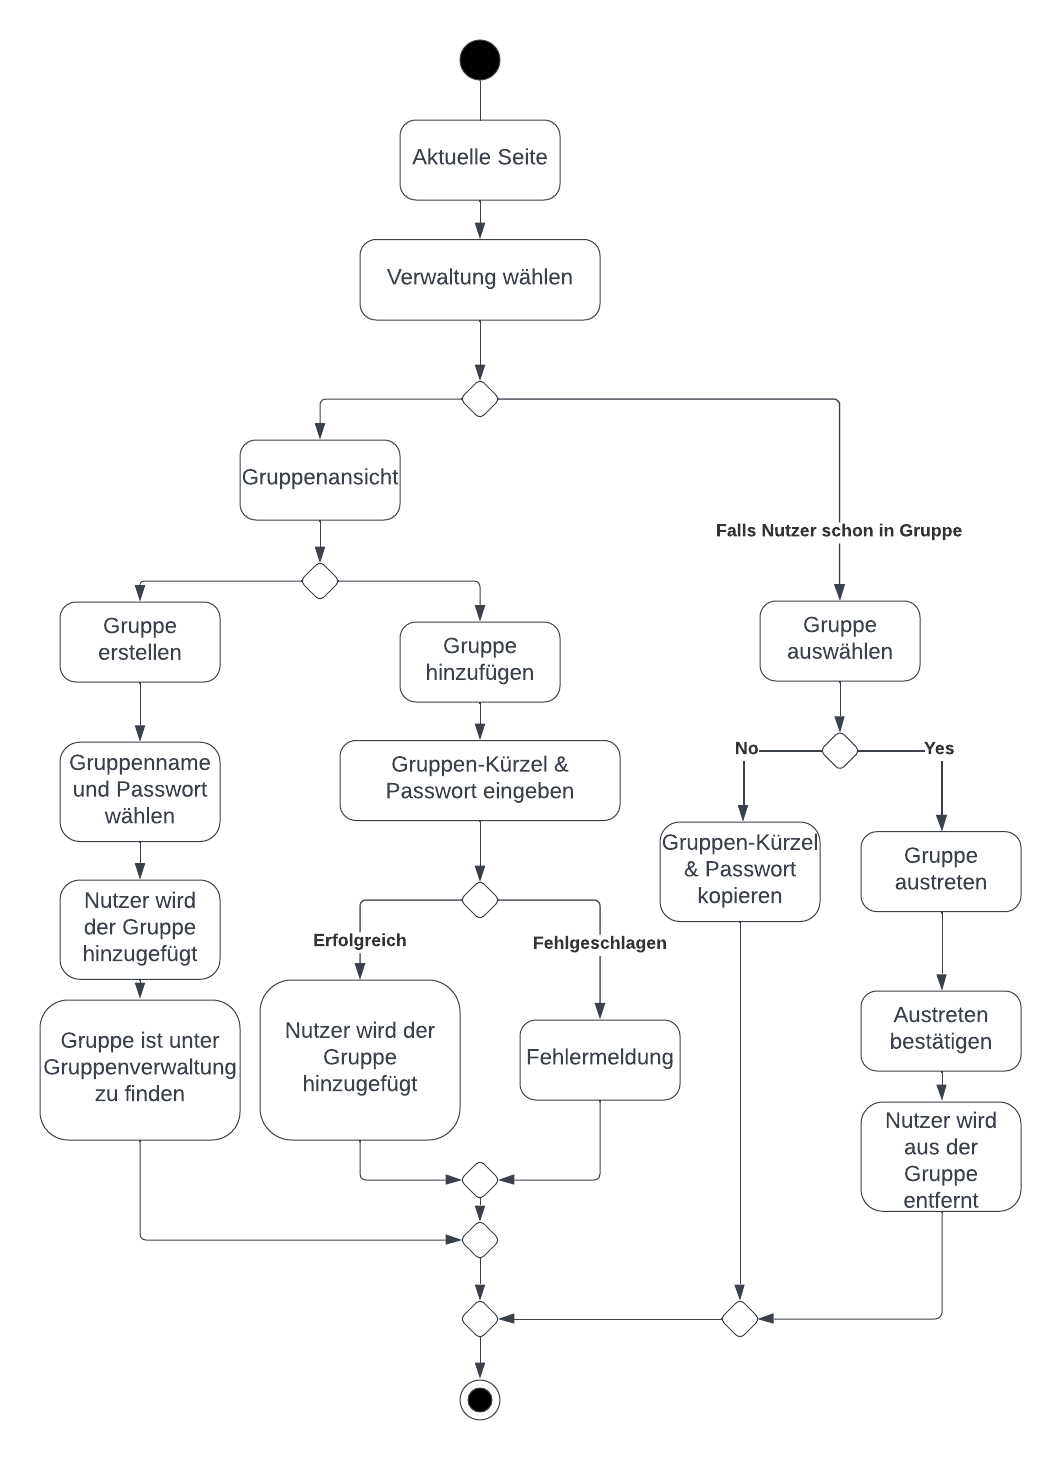 Aktuelle Seite
Verwaltung wählen
Gruppenansicht
Falls Nutzer schon in Gruppe
Gruppe
erstellen
Gruppe
hinzufügen
Gruppe
auswählen
Gruppenname
und Passwort
wählen
Gruppen-Kürzel &
Passwort eingeben
No
Yes
Gruppen-Kürzel
& Passwort
kopieren
Gruppe
austreten
Nutzer wird
der Gruppe
hinzugefügt
Erfolgreich
Fehlgeschlagen
Gruppe ist unter
Gruppenverwaltung
zu finden
Nutzer wird der
Gruppe
hinzugefügt
Fehlermeldung
Austreten
bestätigen
Nutzer wird
aus der
Gruppe
entfernt